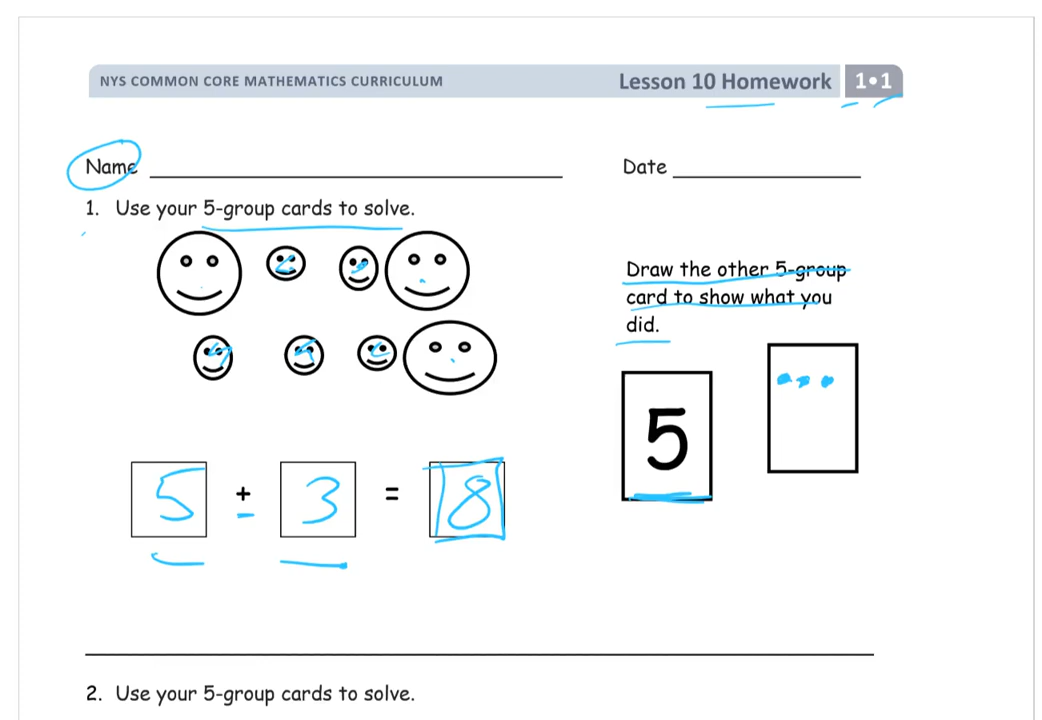 NYS COMMON CORE MATHEMATICS CURRICULUM Lesson 10 Homework 1•1
Name Date
1. Use your 5-group cards to solve.
Draw the other 5-group
card to show what you
did.
5
5 + 3 = 8
2. Use your 5-group cards to solve.